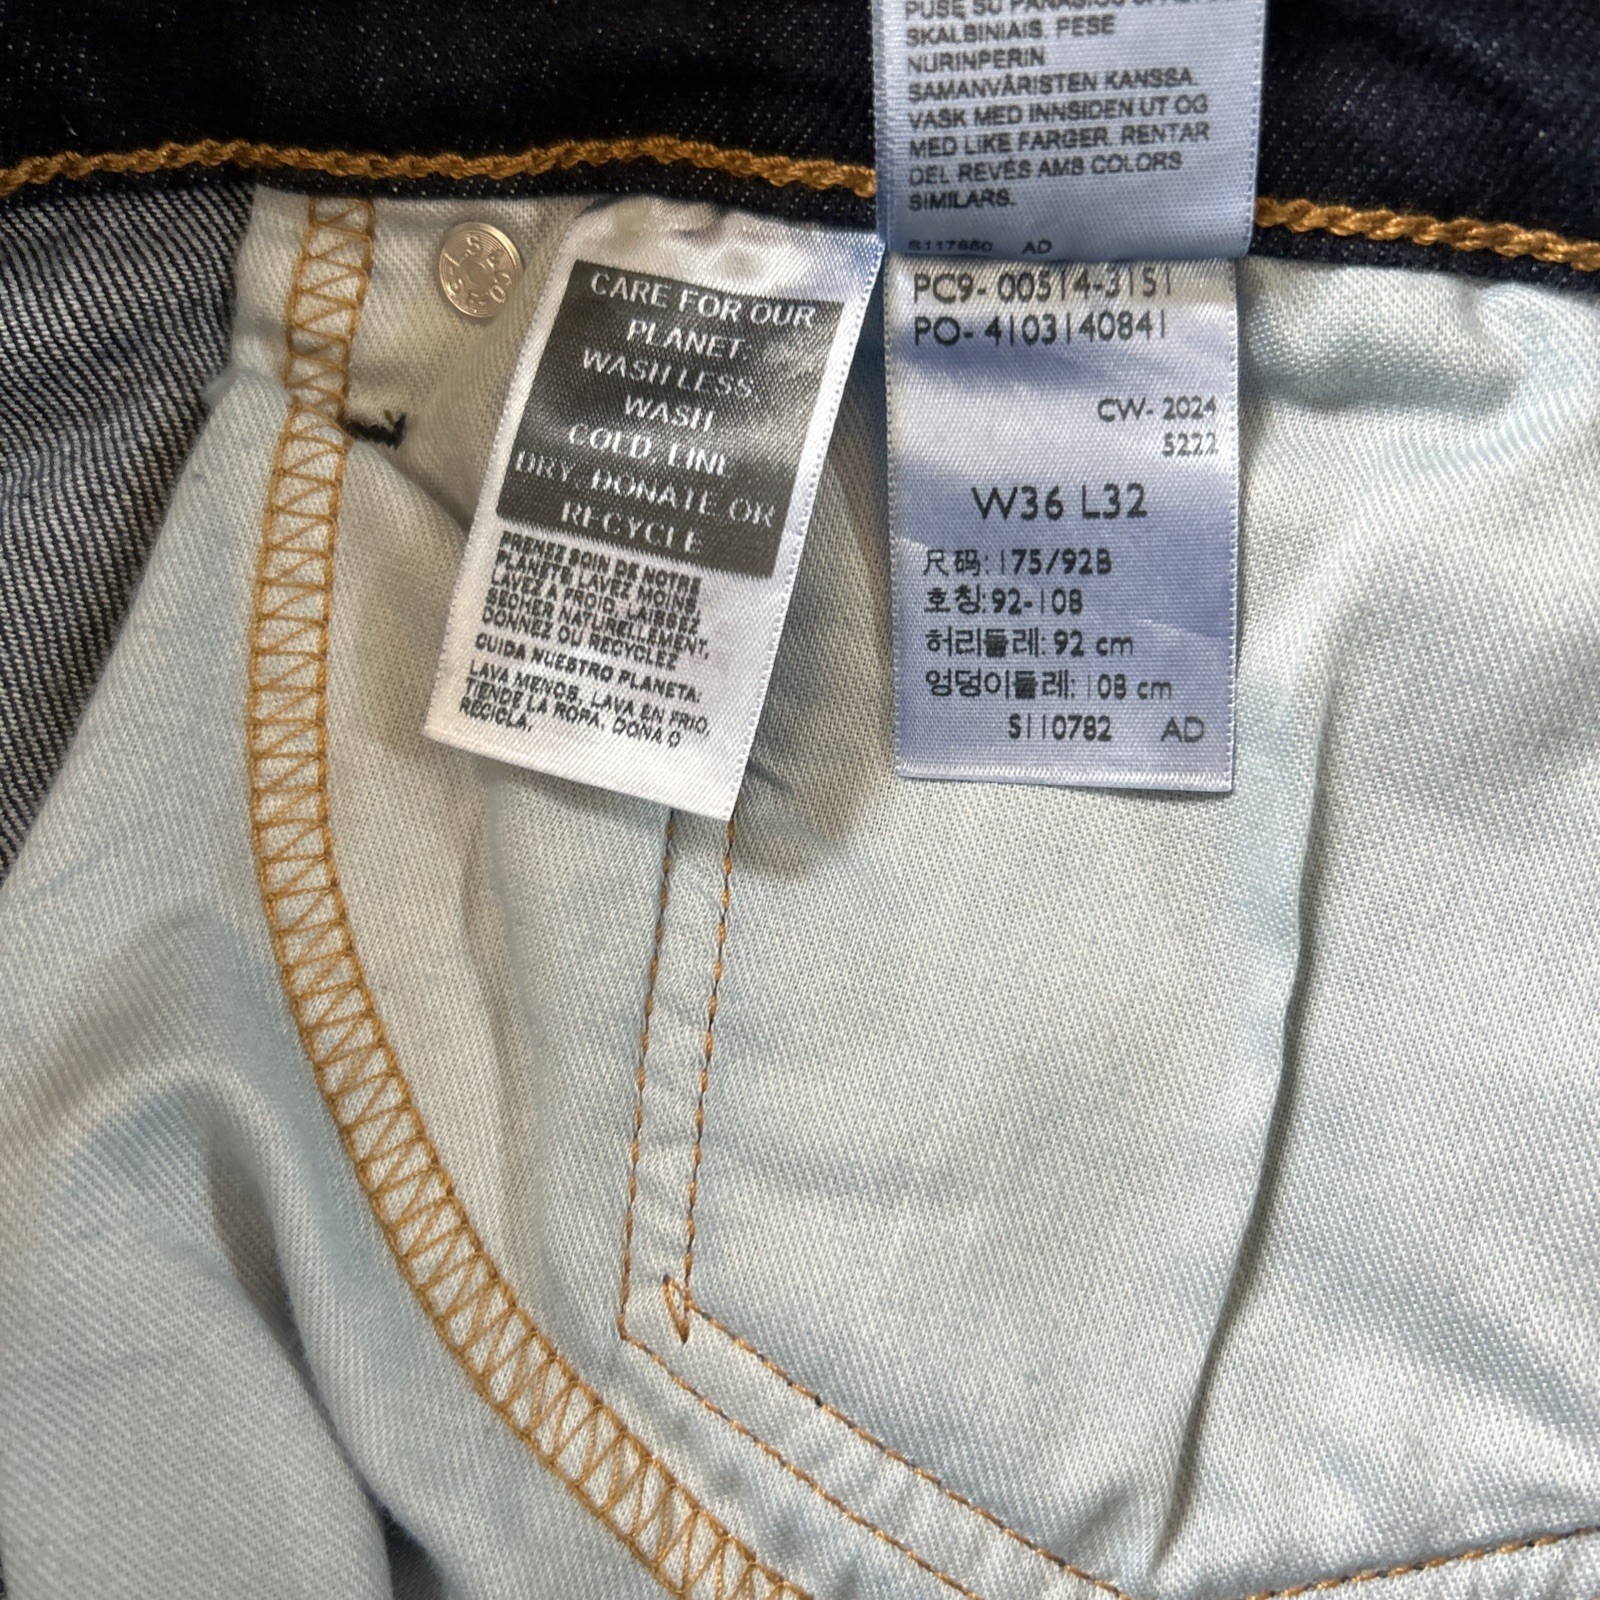 SKALBINIAIS. PESE
NURINPERIN
SAMANVÄRISTEN KANSSA.
VASK MED INNSIDEN UT OG
MED LIKE FARGER. RENTAR
DEL REVÉS AMB COLORS
SIMILARS.
S117660 AD
CARE FOR OUR
PLANET:
WASH LESS,
WASH
COLD, LINE
DRY, DONATE OR
RECYCLE
PRENEZ SOIN DE NOTRE
PLANÈTE: LAVEZ MOINS,
LAVEZ À FROID, LAISSEZ
SÉCHER NATURELLEMENT,
DONNEZ OU RECYCLEZ
CUIDA NUESTRO PLANETA:
LAVA MENOS, LAVA EN FRIO,
TIENDE LA ROPA, DONA O
RECICLA.
PC9- 00514-3151
PO- 4103140841
CW- 2024
5222
W36 L32
尺码: 175/92B
호칭: 92-108
허리둘레: 92 cm
엉덩이둘레: 108 cm
S110782 AD